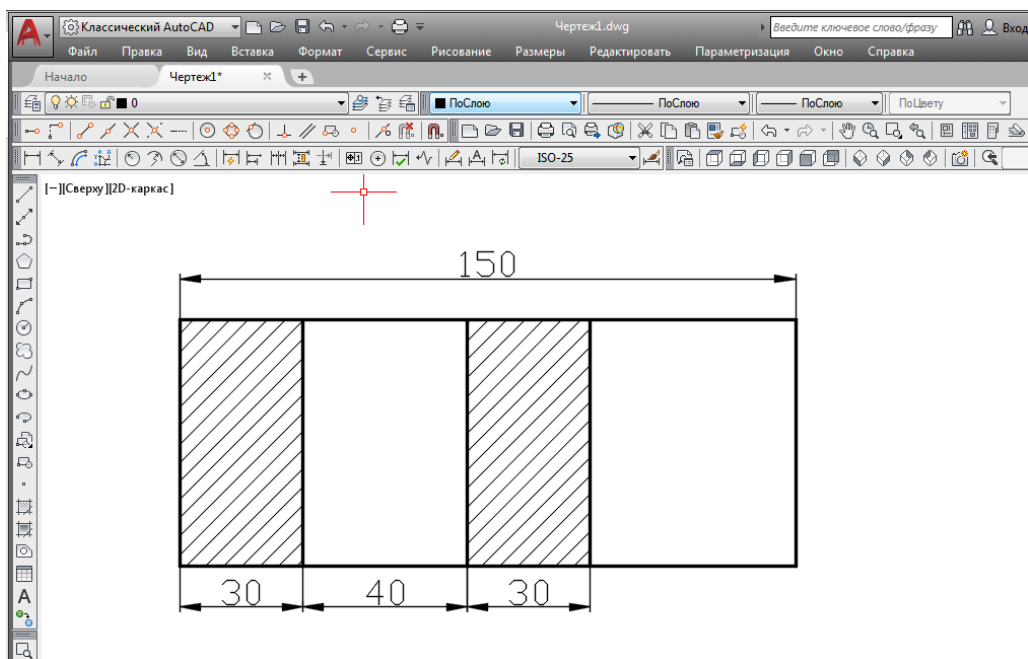 Классический AutoCAD Чертеж1.dwg Введите ключевое слово/фразу Вход
Файл Правка Вид Вставка Формат Сервис Рисование Размеры Редактировать Параметризация Окно Справка
Начало Чертеж1*
0 ПоСлою ПоСлою ПоСлою ПоЦвету
ISO-25
[−][Сверху][2D-каркас]
150
30 40 30